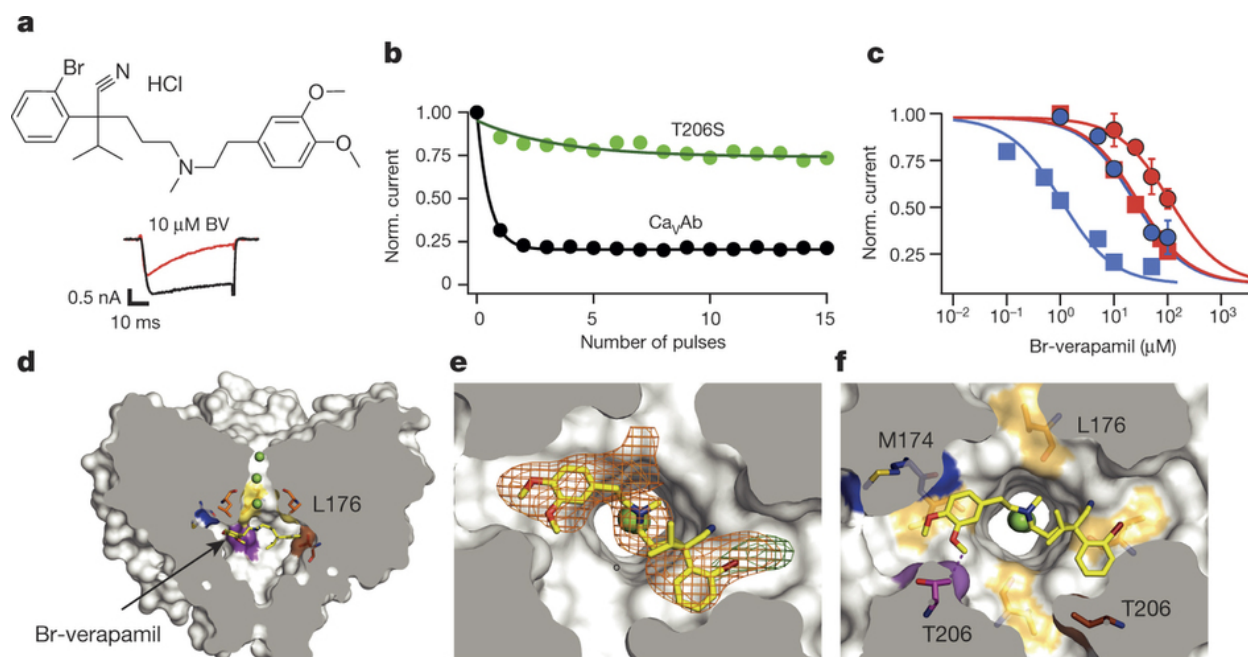 a
Br
N
HCl
O
O
N
10 μM BV
0.5 nA
10 ms
b
Norm. current
1.00
0.75
0.50
0.25
0
T206S
CaVAb
0 5 10 15
Number of pulses
c
Norm. current
1.00
0.75
0.50
0.25
10⁻² 10⁻¹ 10⁰ 10¹ 10² 10³
Br-verapamil (μM)
d
L176
Br-verapamil
e
f
L176
M174
T206
T206